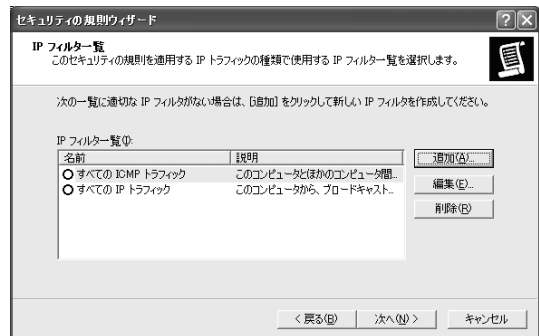 セキュリティの規則ウィザード
IP フィルタ一覧
このセキュリティの規則を適用する IP トラフィックの種類で使用する IP フィルタ一覧を選択します。
次の一覧に適切な IP フィルタがない場合は、[追加] をクリックして新しい IP フィルタを作成してください。
IP フィルタ一覧(I):
名前 説明
すべての ICMP トラフィック このコンピュータとほかのコンピュータ間...
すべての IP トラフィック このコンピュータから、ブロードキャスト...
追加(A)...
編集(E)...
削除(R)
< 戻る(B) 次へ(N) > キャンセル